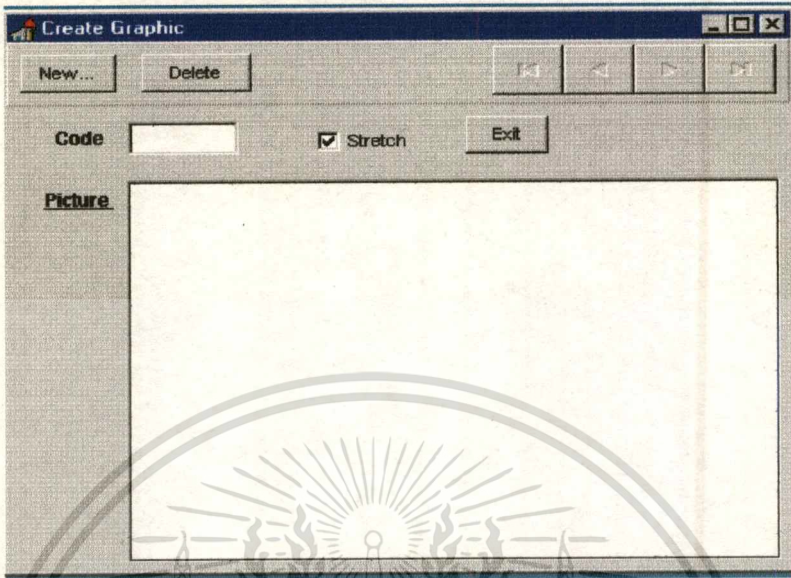 Create Graphic
New...
Delete
Code
Stretch
Exit
Picture